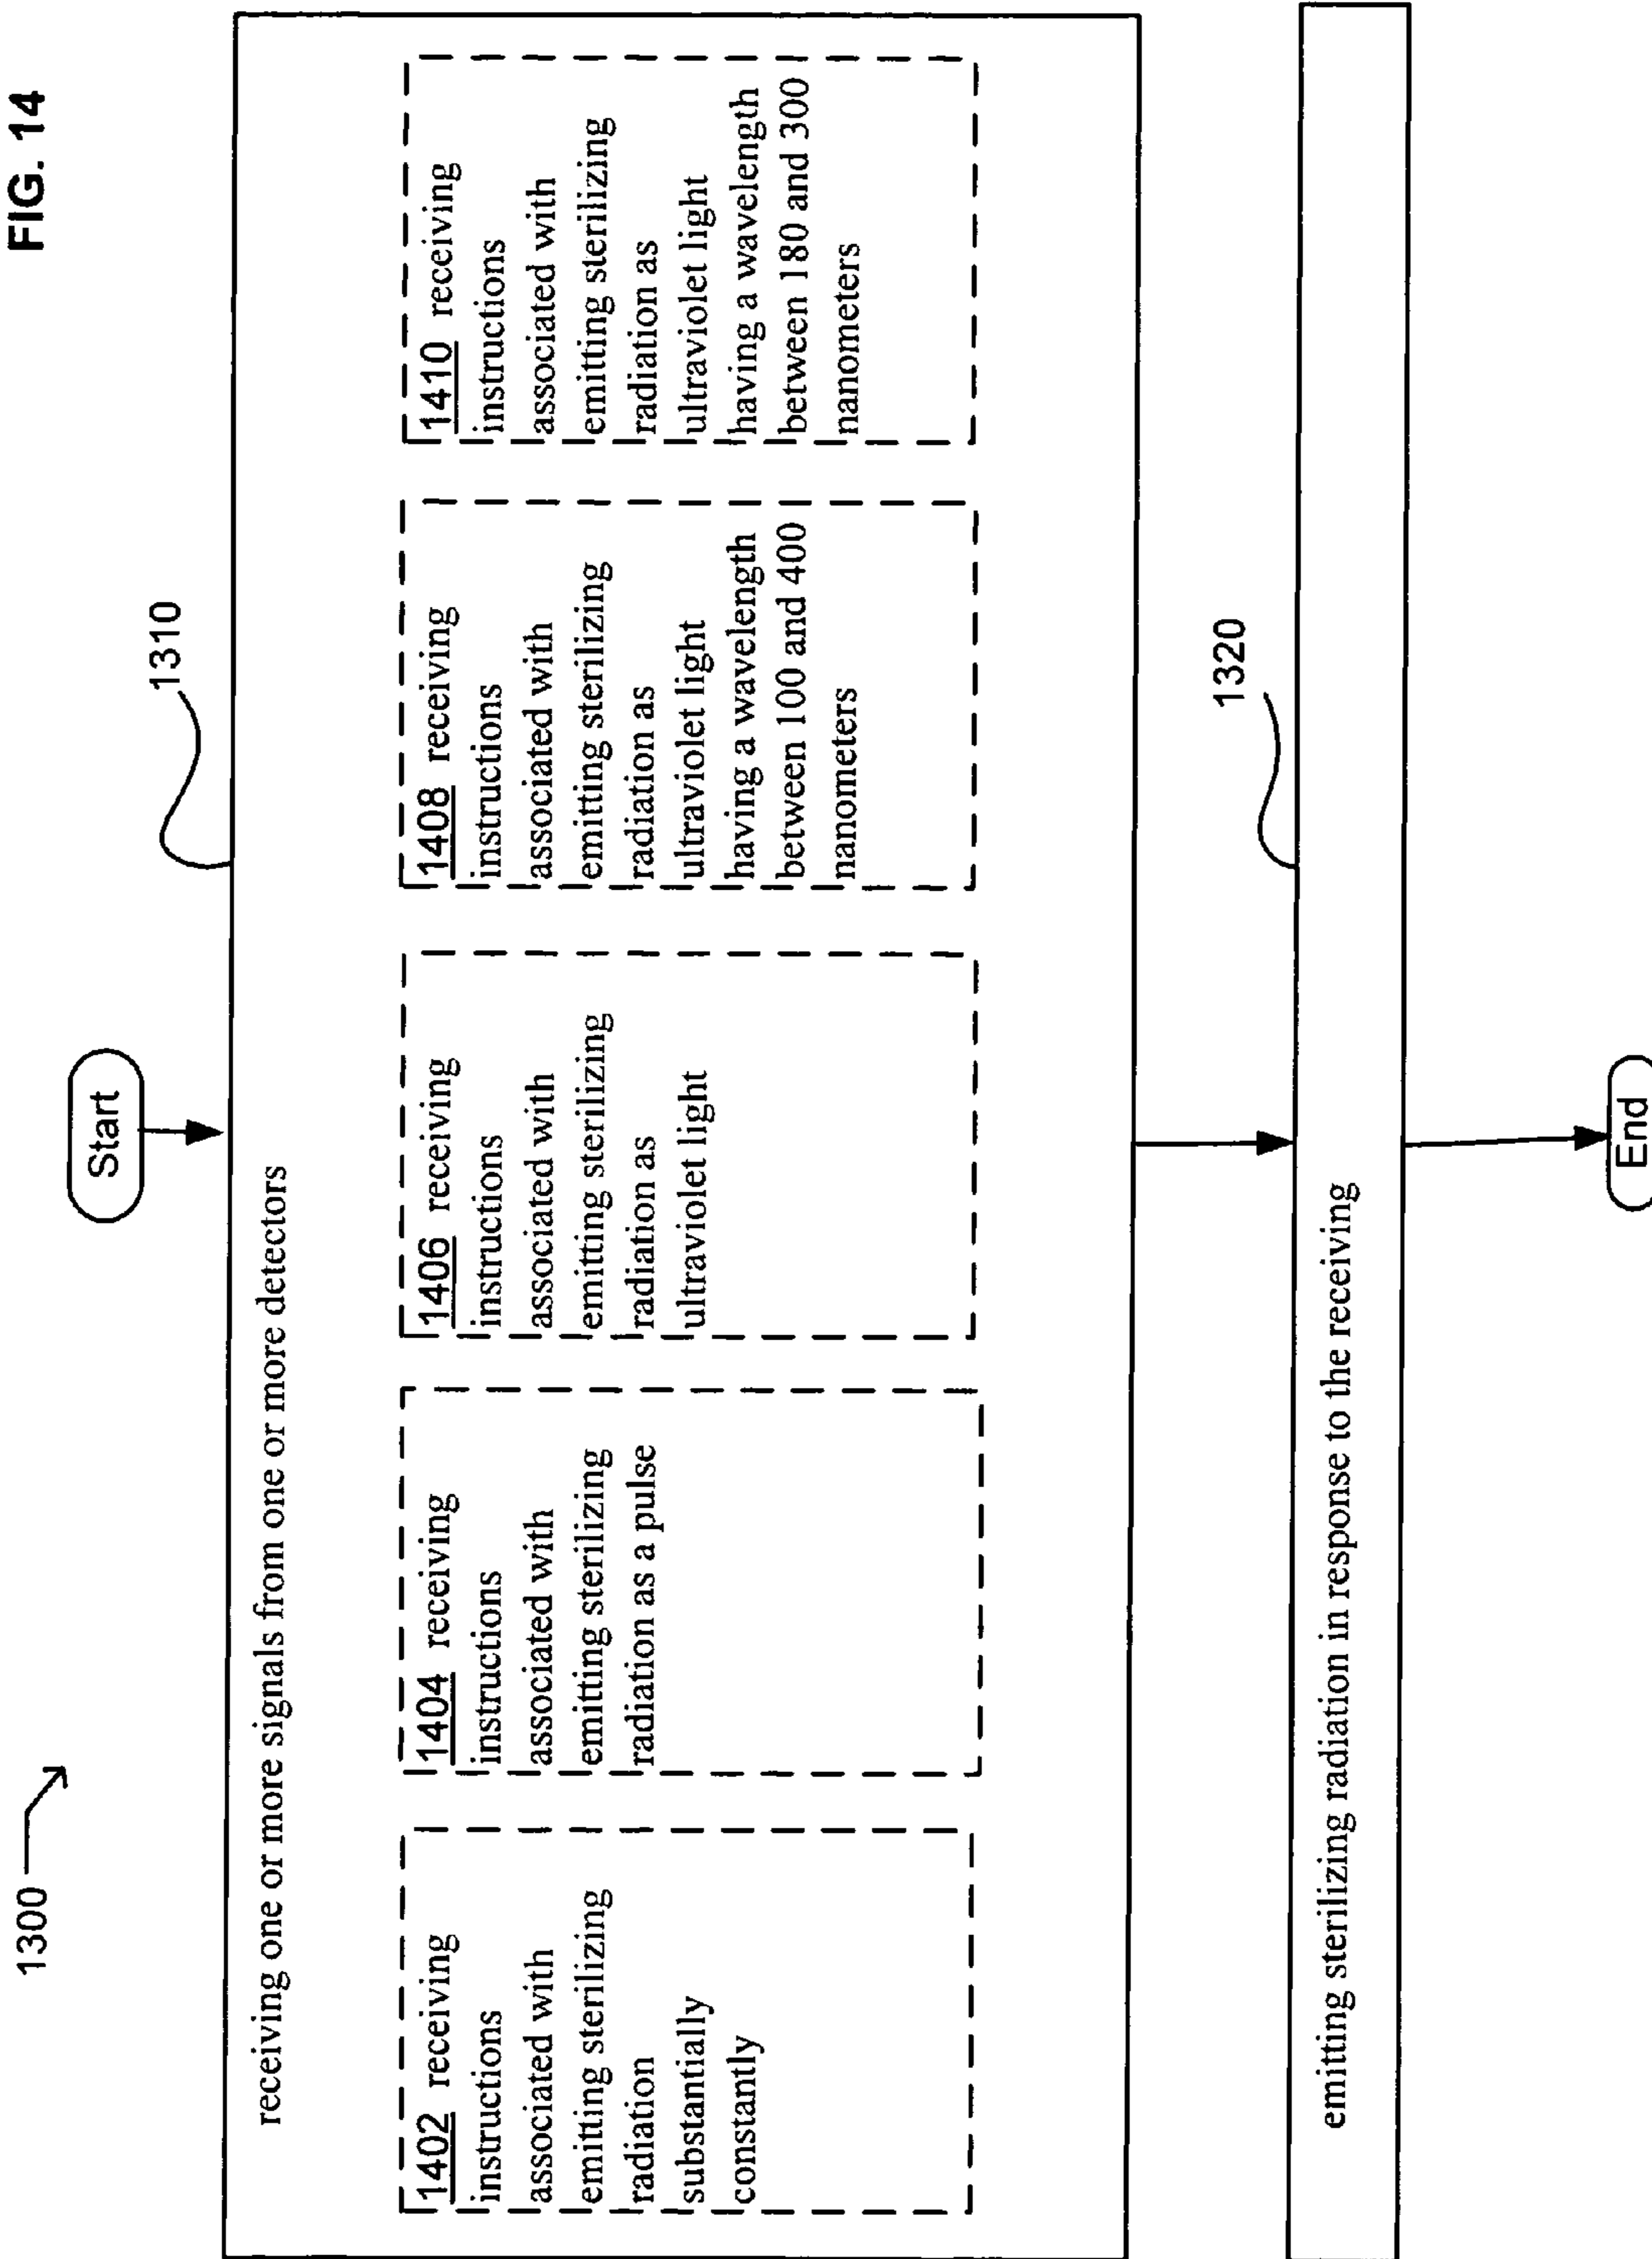 FIG. 14
1300
Start
1310
receiving one or more signals from one or more detectors
1402 receiving
instructions
associated with
emitting sterilizing
radiation
substantially
constantly
1404 receiving
instructions
associated with
emitting sterilizing
radiation as a pulse
1406 receiving
instructions
associated with
emitting sterilizing
radiation as
ultraviolet light
1408 receiving
instructions
associated with
emitting sterilizing
radiation as
ultraviolet light
having a wavelength
between 100 and 400
nanometers
1410 receiving
instructions
associated with
emitting sterilizing
radiation as
ultraviolet light
having a wavelength
between 180 and 300
nanometers
1320
emitting sterilizing radiation in response to the receiving
End